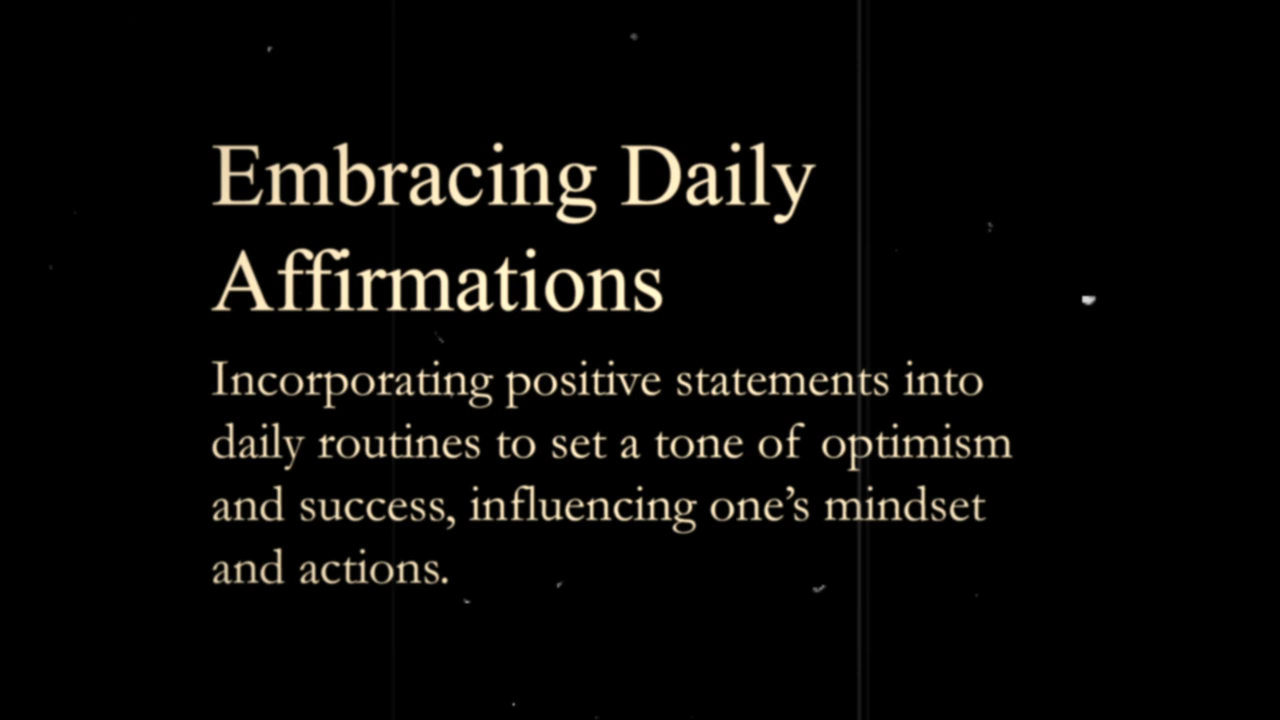 Embracing Daily
Affirmations
Incorporating positive statements into
daily routines to set a tone of optimism
and success, influencing one’s mindset
and actions.